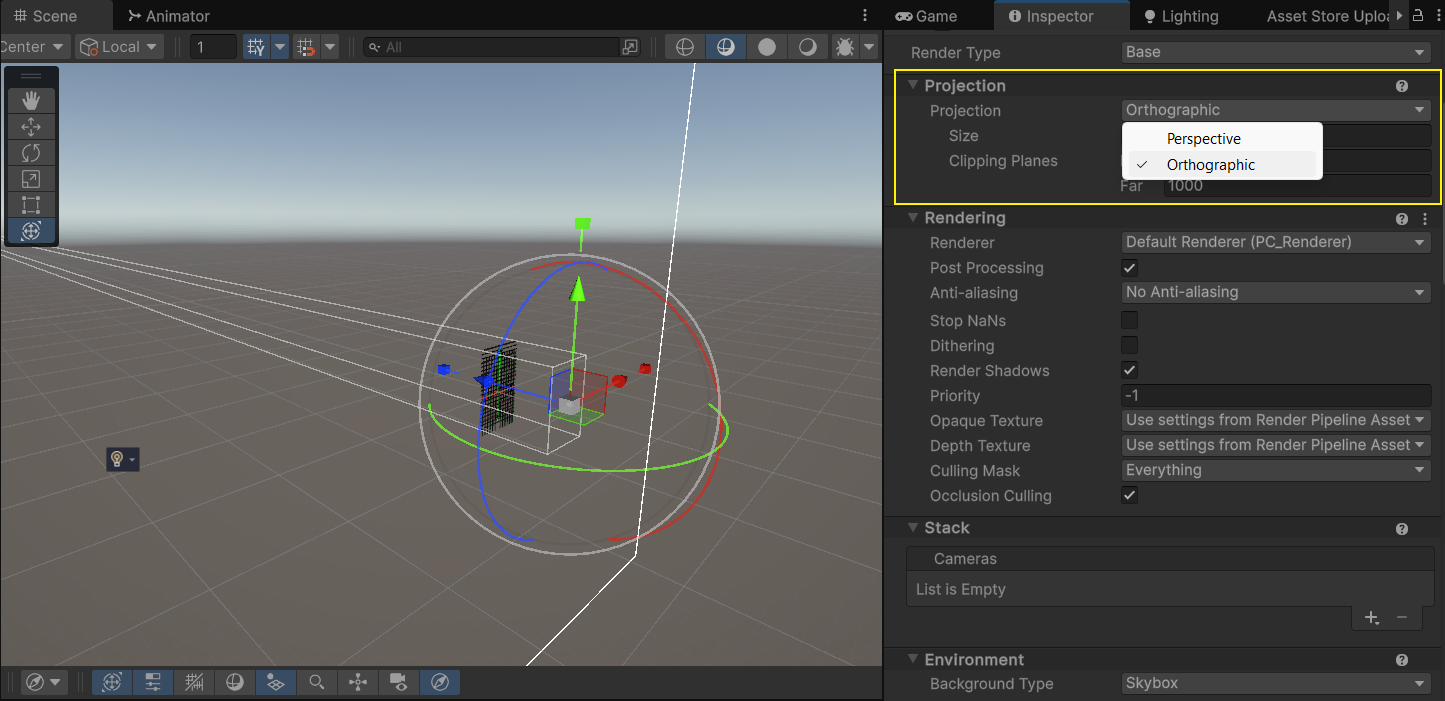 Scene
Animator
Game
Inspector
Lighting
Asset Store Uploa
Center
Local
1
All
Render Type
Base
Projection
Projection
Orthographic
Size
Perspective
Clipping Planes
Orthographic
Far
1000
Rendering
Renderer
Default Renderer (PC_Renderer)
Post Processing
Anti-aliasing
No Anti-aliasing
Stop NaNs
Dithering
Render Shadows
Priority
-1
Opaque Texture
Use settings from Render Pipeline Asset
Depth Texture
Use settings from Render Pipeline Asset
Culling Mask
Everything
Occlusion Culling
Stack
Cameras
List is Empty
Environment
Background Type
Skybox